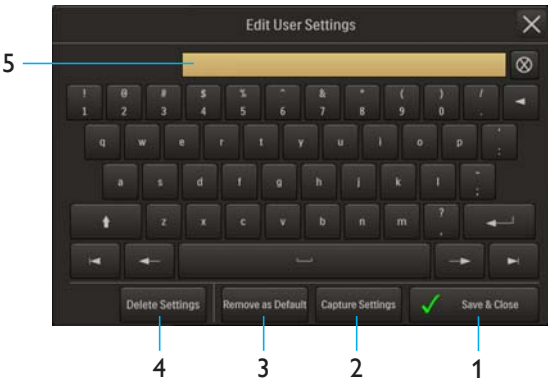 Edit User Settings
5
! @ # $ % ^ & * ( ) /
1 2 3 4 5 6 7 8 9 0 .
q w e r t y u i o p
:
a s d f g h j k l
;
z x c v b n m ?
,
Delete Settings Remove as Default Capture Settings Save & Close
4 3 2 1